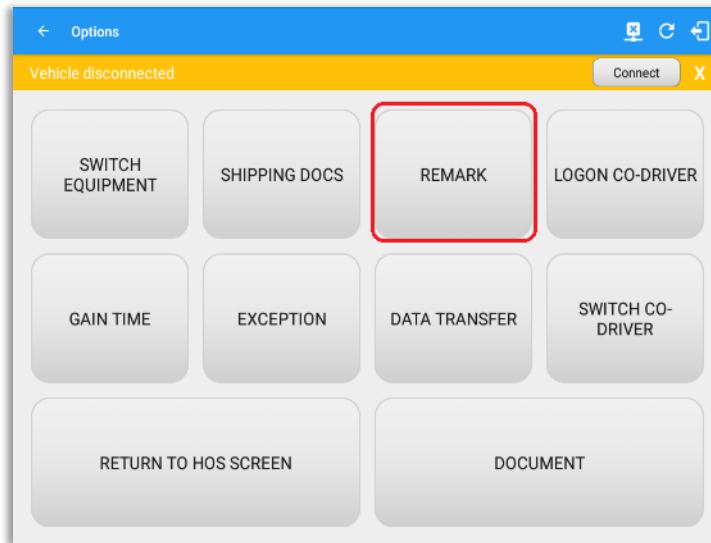 Options
Vehicle disconnected
Connect
X
SWITCH
EQUIPMENT
SHIPPING DOCS
REMARK
LOGON CO-DRIVER
GAIN TIME
EXCEPTION
DATA TRANSFER
SWITCH CO-
DRIVER
RETURN TO HOS SCREEN
DOCUMENT